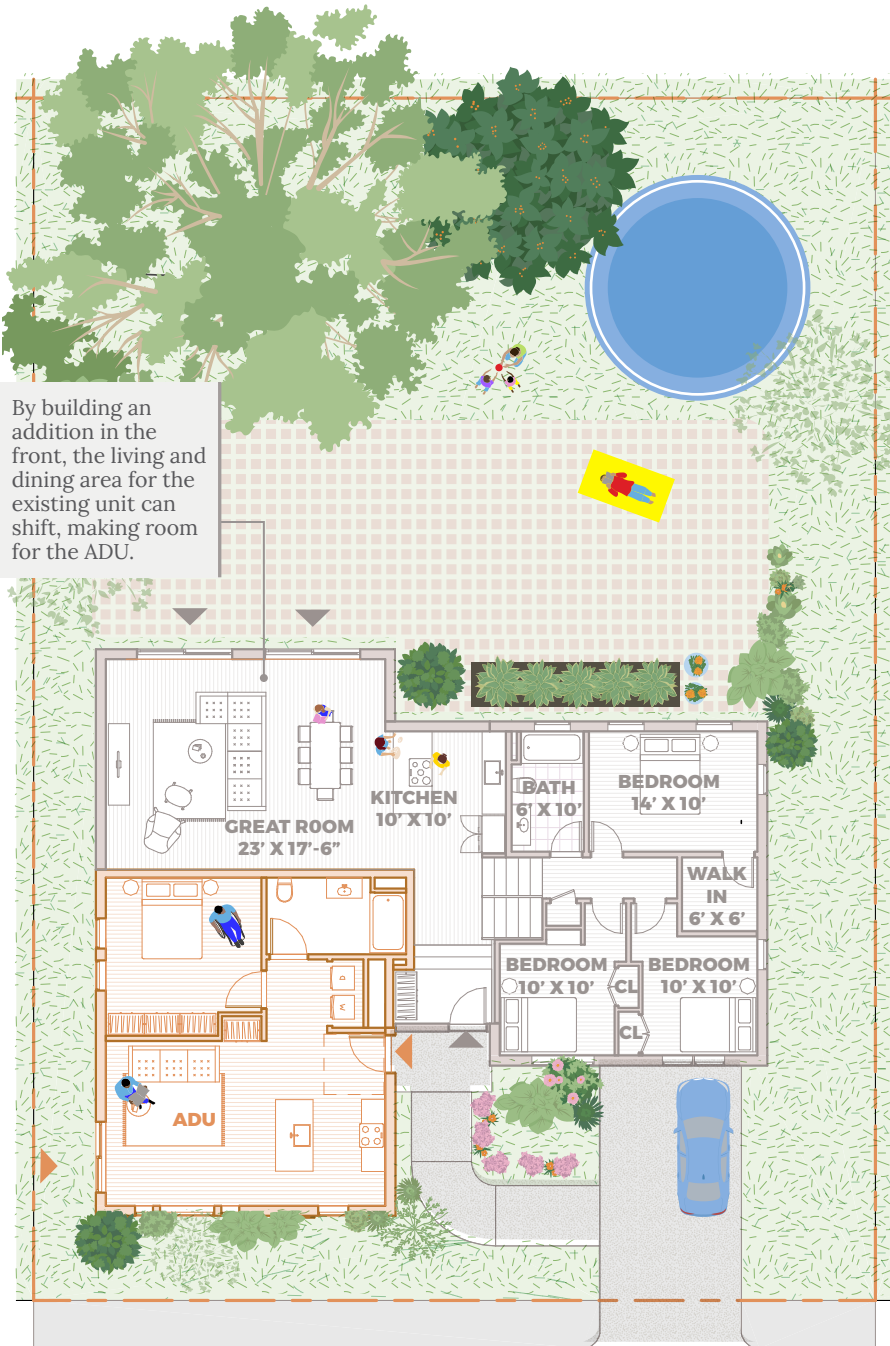 By building an
addition in the
front, the living and
dining area for the
existing unit can
shift, making room
for the ADU.
BATH
6’ X 10’
BEDROOM
14’ X 10’
KITCHEN
10’ X 10’
GREAT ROOM
23’ X 17’-6”
WALK
IN
6’ X 6’
BEDROOM
10’ X 10’
CL
BEDROOM
10’ X 10’
CL
D
W
ADU